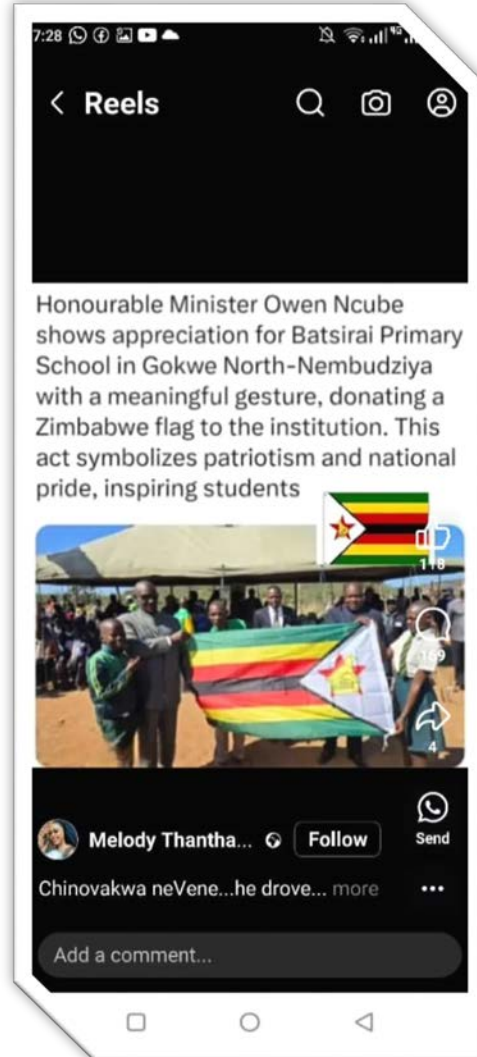 7:28
4G
Reels
Honourable Minister Owen Ncube
shows appreciation for Batsirai Primary
School in Gokwe North-Nembudziya
with a meaningful gesture, donating a
Zimbabwe flag to the institution. This
act symbolizes patriotism and national
pride, inspiring students
118
169
4
Send
Melody Thantha... Follow
Chinovakwa neVene...he drove... more
Add a comment...